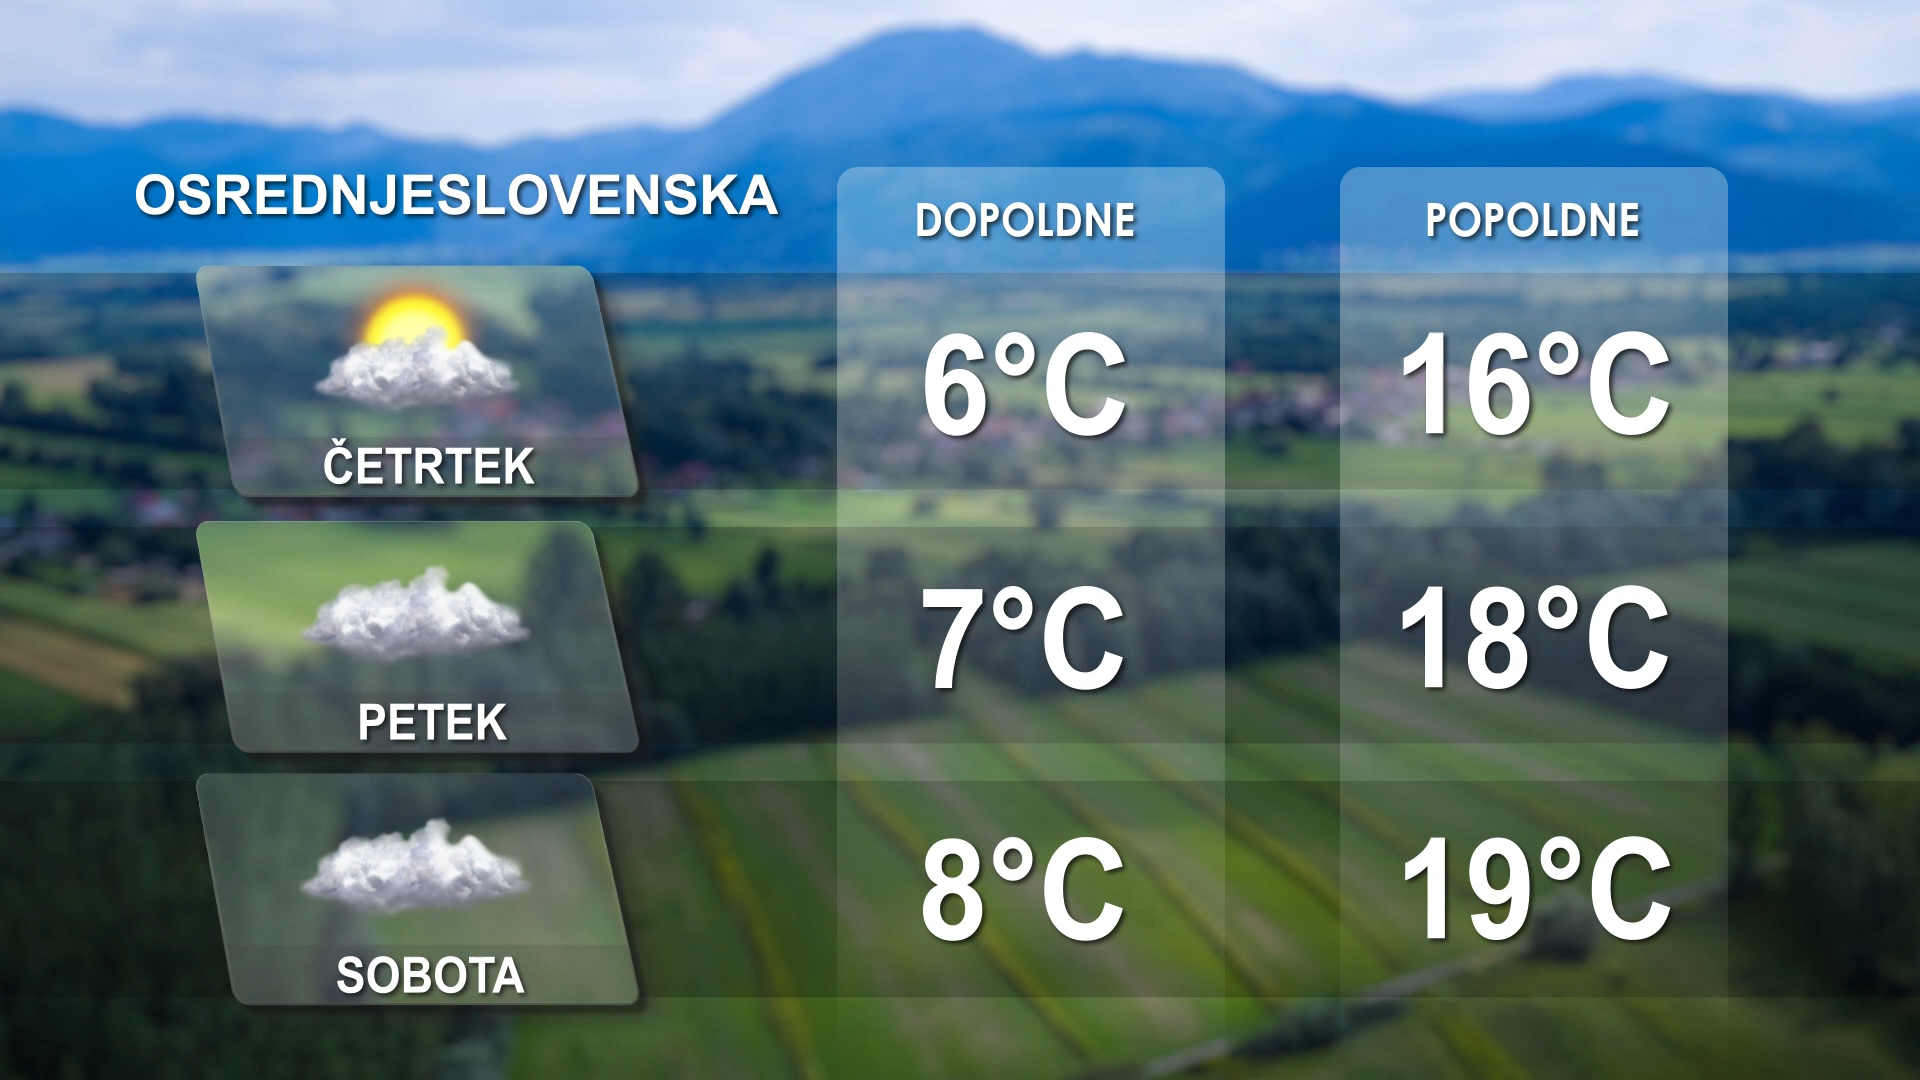 OSREDNJESLOVENSKA
DOPOLDNE
POPOLDNE
ČETRTEK
6°C
16°C
PETEK
7°C
18°C
SOBOTA
8°C
19°C